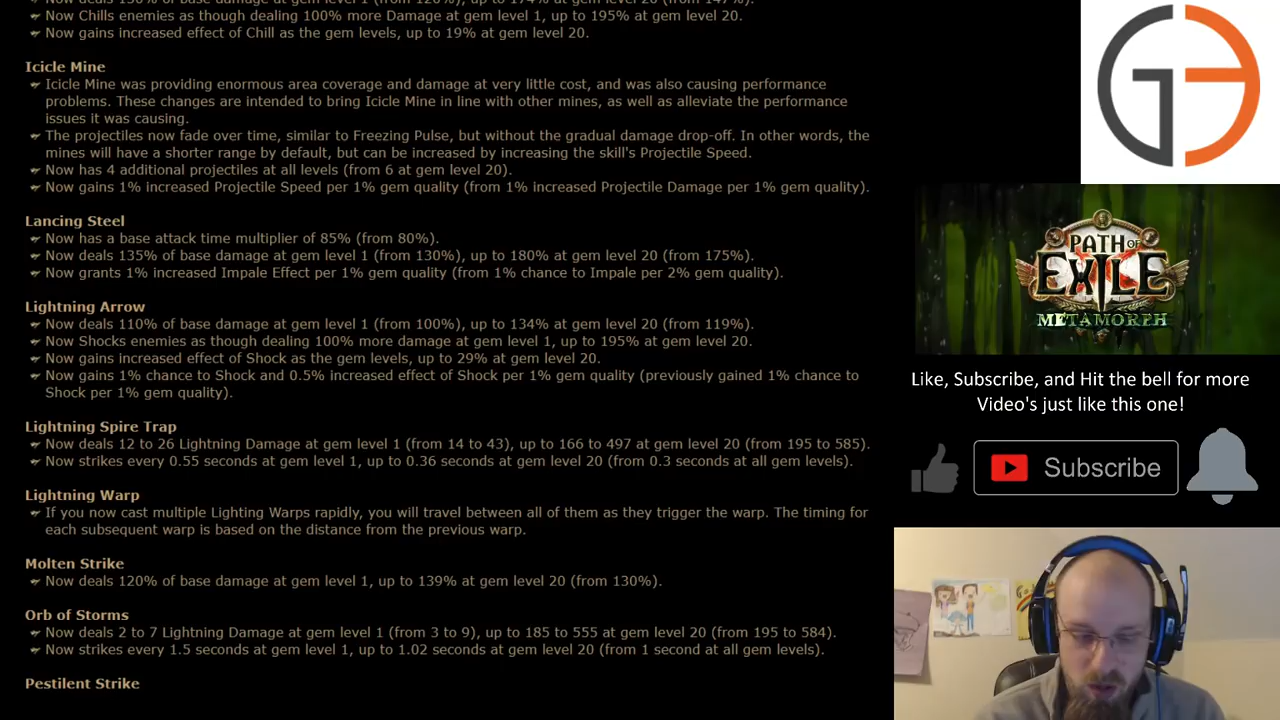 Now deals 150% of base damage at gem level 1 (from 120%), up to 174% at gem level 20 (from 147%).
Now Chills enemies as though dealing 100% more Damage at gem level 1, up to 195% at gem level 20.
Now gains increased effect of Chill as the gem levels, up to 19% at gem level 20.
Icicle Mine
Icicle Mine was providing enormous area coverage and damage at very little cost, and was also causing performance
problems. These changes are intended to bring Icicle Mine in line with other mines, as well as alleviate the performance
issues it was causing.
The projectiles now fade over time, similar to Freezing Pulse, but without the gradual damage drop-off. In other words, the
mines will have a shorter range by default, but can be increased by increasing the skill's Projectile Speed.
Now has 4 additional projectiles at all levels (from 6 at gem level 20).
Now gains 1% increased Projectile Speed per 1% gem quality (from 1% increased Projectile Damage per 1% gem quality).
Lancing Steel
Now has a base attack time multiplier of 85% (from 80%).
Now deals 135% of base damage at gem level 1 (from 130%), up to 180% at gem level 20 (from 175%).
Now grants 1% increased Impale Effect per 1% gem quality (from 1% chance to Impale per 2% gem quality).
Lightning Arrow
Now deals 110% of base damage at gem level 1 (from 100%), up to 134% at gem level 20 (from 119%).
Now Shocks enemies as though dealing 100% more damage at gem level 1, up to 195% at gem level 20.
Now gains increased effect of Shock as the gem levels, up to 29% at gem level 20.
Now gains 1% chance to Shock and 0.5% increased effect of Shock per 1% gem quality (previously gained 1% chance to
Shock per 1% gem quality).
Lightning Spire Trap
Now deals 12 to 26 Lightning Damage at gem level 1 (from 14 to 43), up to 166 to 497 at gem level 20 (from 195 to 585).
Now strikes every 0.55 seconds at gem level 1, up to 0.36 seconds at gem level 20 (from 0.3 seconds at all gem levels).
Lightning Warp
If you now cast multiple Lighting Warps rapidly, you will travel between all of them as they trigger the warp. The timing for
each subsequent warp is based on the distance from the previous warp.
Molten Strike
Now deals 120% of base damage at gem level 1, up to 139% at gem level 20 (from 130%).
Orb of Storms
Now deals 2 to 7 Lightning Damage at gem level 1 (from 3 to 9), up to 185 to 555 at gem level 20 (from 195 to 584).
Now strikes every 1.5 seconds at gem level 1, up to 1.02 seconds at gem level 20 (from 1 second at all gem levels).
Pestilent Strike
PATH OF
EXILE
METAMORPH
Like, Subscribe, and Hit the bell for more
Video's just like this one!
Subscribe